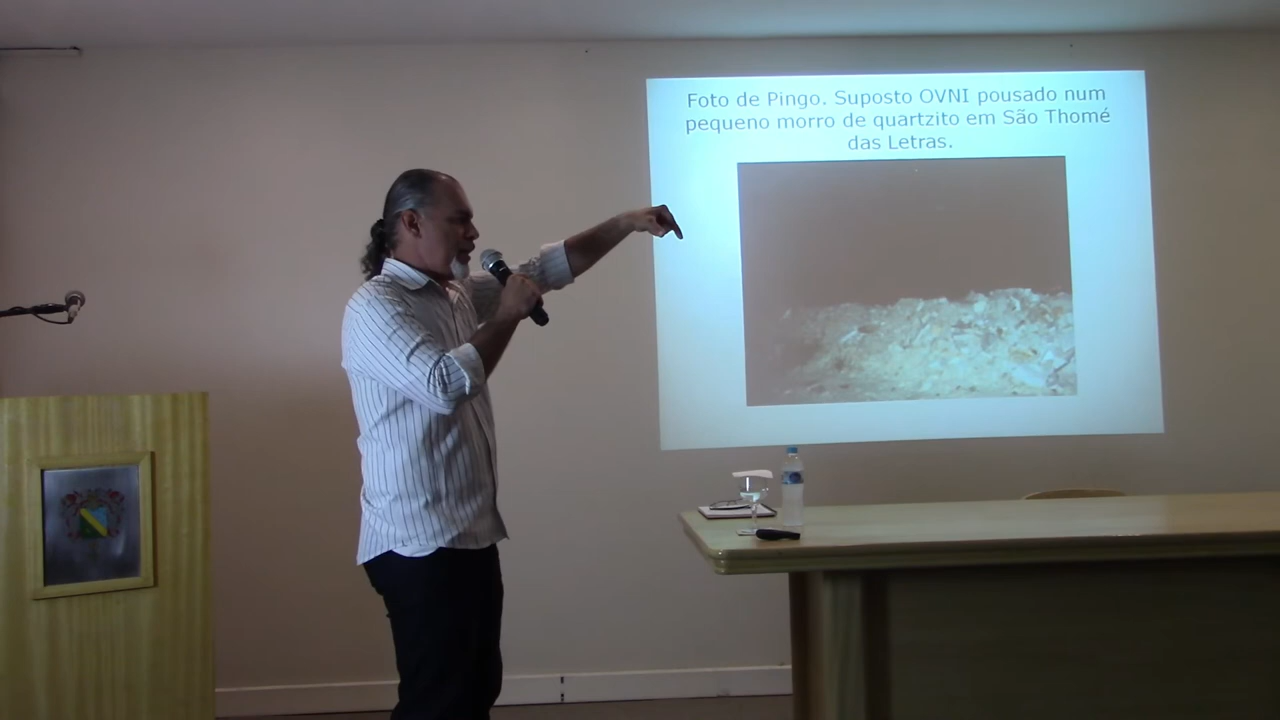 Foto de Pingo. Suposto OVNI pousado num
pequeno morro de quartzito em São Thomé
das Letras.